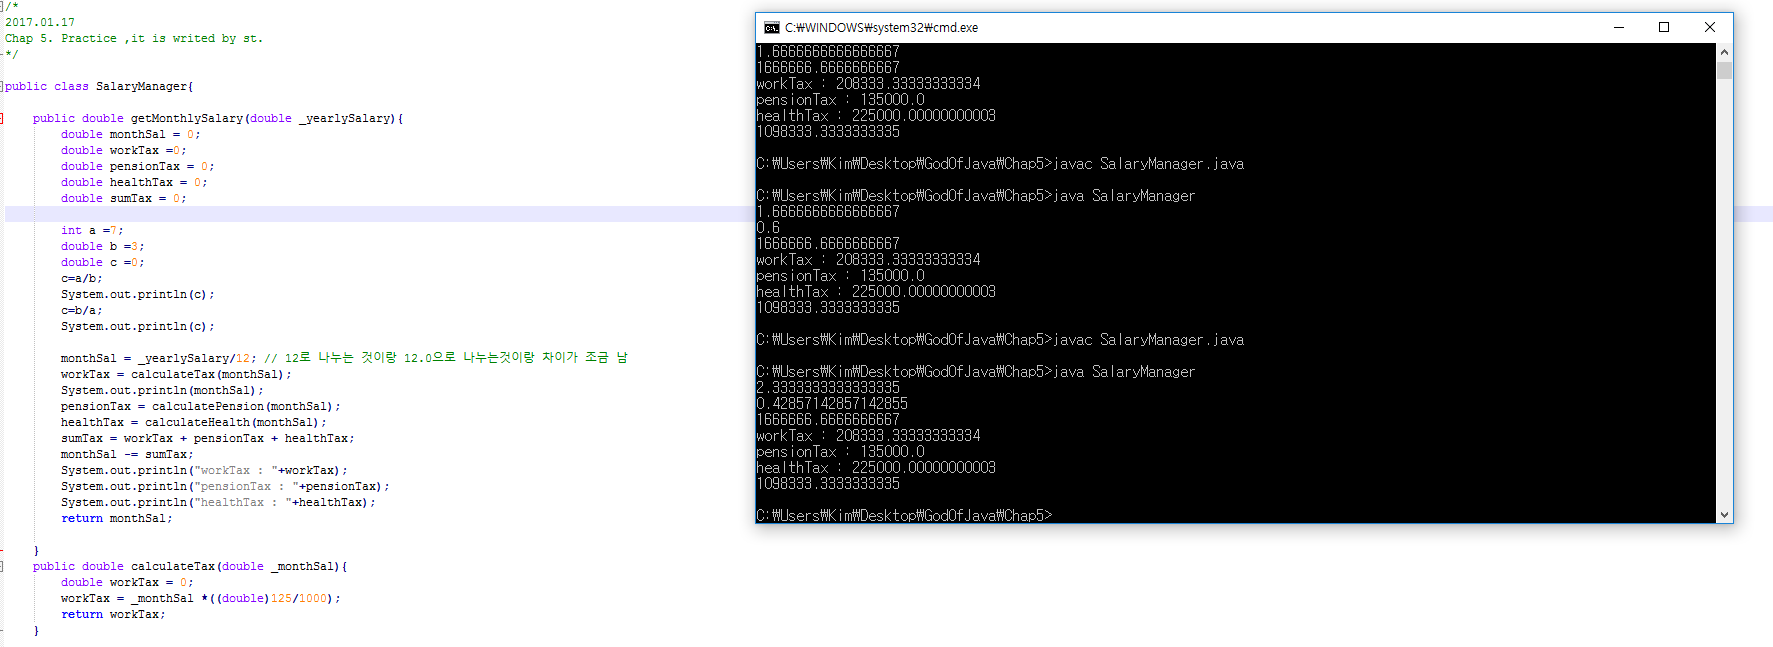 /*
2017.01.17
Chap 5. Practice ,it is writed by st.
*/
public class SalaryManager{
public double getMonthlySalary(double _yearlySalary){
double monthSal = 0;
double workTax =0;
double pensionTax = 0;
double healthTax = 0;
double sumTax = 0;
int a =7;
double b =3;
double c =0;
c=a/b;
System.out.println(c);
c=b/a;
System.out.println(c);
monthSal = _yearlySalary/12; // 12로 나누는 것이랑 12.0으로 나누는것이랑 차이가 조금 남
workTax = calculateTax(monthSal);
System.out.println(monthSal);
pensionTax = calculatePension(monthSal);
healthTax = calculateHealth(monthSal);
sumTax = workTax + pensionTax + healthTax;
monthSal -= sumTax;
System.out.println("workTax : "+workTax);
System.out.println("pensionTax : "+pensionTax);
System.out.println("healthTax : "+healthTax);
return monthSal;
}
public double calculateTax(double _monthSal){
double workTax = 0;
workTax = _monthSal *((double)125/1000);
return workTax;
}
C:₩WINDOWS₩system32₩cmd.exe
1.6666666666666667
1666666.6666666667
workTax : 208333.33333333334
pensionTax : 135000.0
healthTax : 225000.00000000003
1098333.3333333335
C:₩Users₩Kim₩Desktop₩GodOfJava₩Chap5>javac SalaryManager.java
C:₩Users₩Kim₩Desktop₩GodOfJava₩Chap5>java SalaryManager
1.6666666666666667
0.6
1666666.6666666667
workTax : 208333.33333333334
pensionTax : 135000.0
healthTax : 225000.00000000003
1098333.3333333335
C:₩Users₩Kim₩Desktop₩GodOfJava₩Chap5>javac SalaryManager.java
C:₩Users₩Kim₩Desktop₩GodOfJava₩Chap5>java SalaryManager
2.3333333333333335
0.42857142857142855
1666666.6666666667
workTax : 208333.33333333334
pensionTax : 135000.0
healthTax : 225000.00000000003
1098333.3333333335
C:₩Users₩Kim₩Desktop₩GodOfJava₩Chap5>